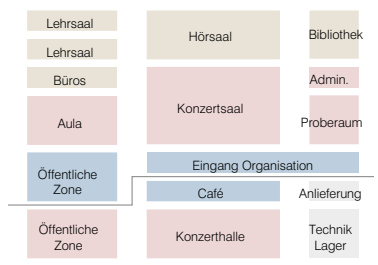 Lehrsaal
Hörsaal
Bibliothek
Lehrsaal
Büros
Konzertsaal
Admin.
Aula
Proberaum
Öffentliche
Zone
Eingang Organisation
Café
Anlieferung
Öffentliche
Zone
Konzerthalle
Technik
Lager